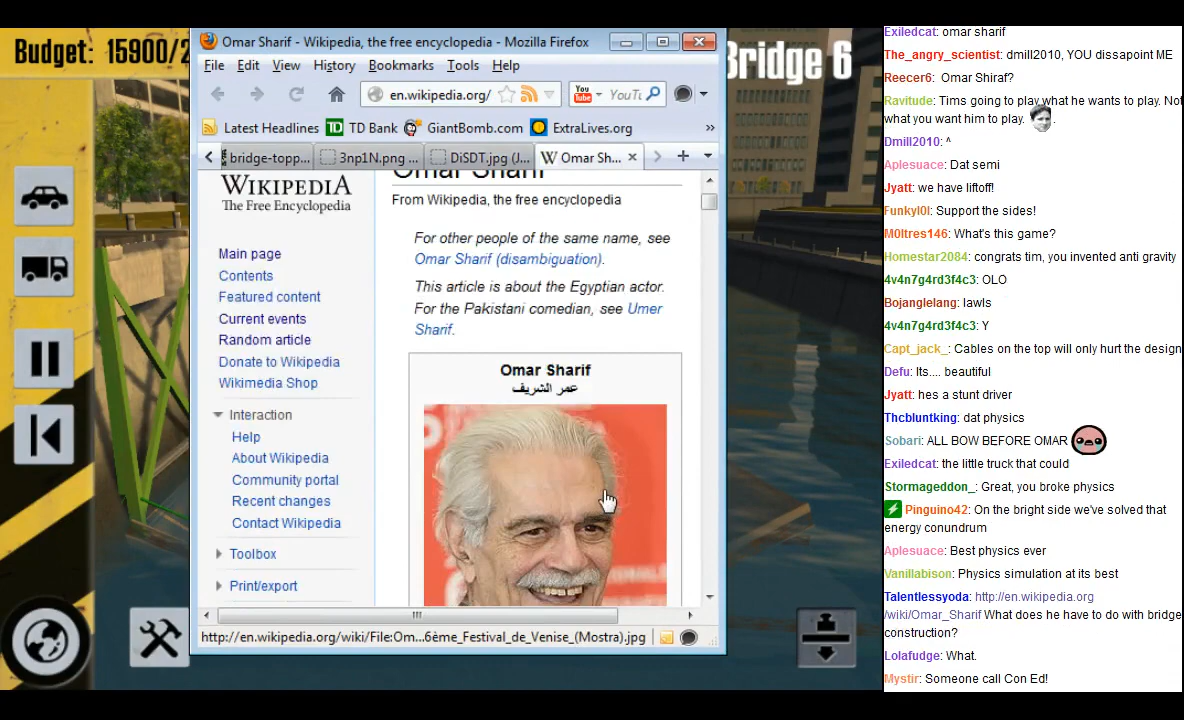 Budget: 15900/2
Bridge 6
Omar Sharif - Wikipedia, the free encyclopedia - Mozilla Firefox
File Edit View History Bookmarks Tools Help
en.wikipedia.org/
You Tube
YouT
Latest Headlines TD TD Bank GiantBomb.com ExtraLives.org »
bridge-topp... 3np1N.png ... DiSDT.jpg (J... W Omar Sh...
WIKIPEDIA
The Free Encyclopedia
Main page
Contents
Featured content
Current events
Random article
Donate to Wikipedia
Wikimedia Shop
Interaction
Help
About Wikipedia
Community portal
Recent changes
Contact Wikipedia
Toolbox
Print/export
Omar Sharif
From Wikipedia, the free encyclopedia
For other people of the same name, see
Omar Sharif (disambiguation).
This article is about the Egyptian actor.
For the Pakistani comedian, see Umer
Sharif.
Omar Sharif
عمر الشريف
http://en.wikipedia.org/wiki/File:Om...6ème_Festival_de_Venise_(Mostra).jpg
Exiledcat: omar sharif
The_angry_scientist: dmill2010, YOU dissapoint ME
Reecer6: Omar Shiraf?
Ravitude: Tims going to play what he wants to play. Not
what you want him to play.
Dmill2010: ^
Aplesuace: Dat semi
Jyatt: we have liftoff!
Funkyl0l: Support the sides!
M0ltres146: What's this game?
Homestar2084: congrats tim, you invented anti gravity
4v4n7g4rd3f4c3: OLO
Bojanglelang: lawls
4v4n7g4rd3f4c3: Y
Capt_jack_: Cables on the top will only hurt the design
Defu: Its.... beautiful
Jyatt: hes a stunt driver
Thcbluntking: dat physics
Sobari: ALL BOW BEFORE OMAR
Exiledcat: the little truck that could
Stormageddon_: Great, you broke physics
Pinguino42: On the bright side we've solved that
energy conundrum
Aplesuace: Best physics ever
Vanillabison: Physics simulation at its best
Talentlessyoda: http://en.wikipedia.org
/wiki/Omar_Sharif What does he have to do with bridge
construction?
Lolafudge: What.
Mystir: Someone call Con Ed!